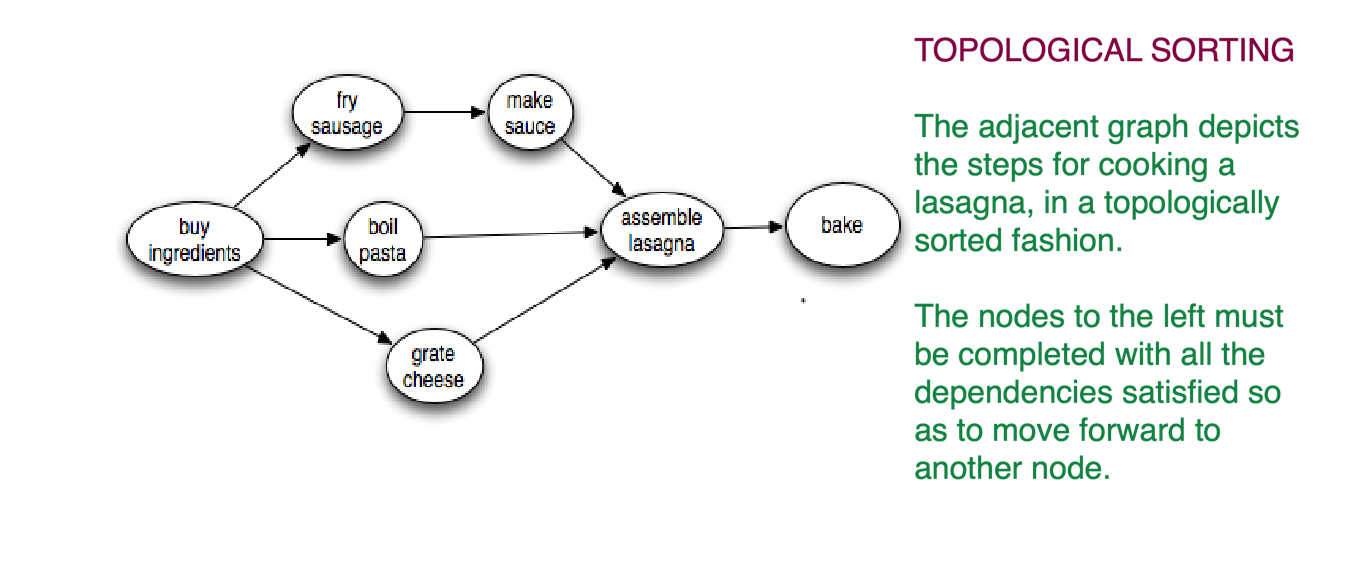 TOPOLOGICAL SORTING
The adjacent graph depicts
the steps for cooking a
lasagna, in a topologically
sorted fashion.
The nodes to the left must
be completed with all the
dependencies satisfied so
as to move forward to
another node.
buy
ingredients
fry
sausage
make
sauce
boil
pasta
grate
cheese
assemble
lasagna
bake